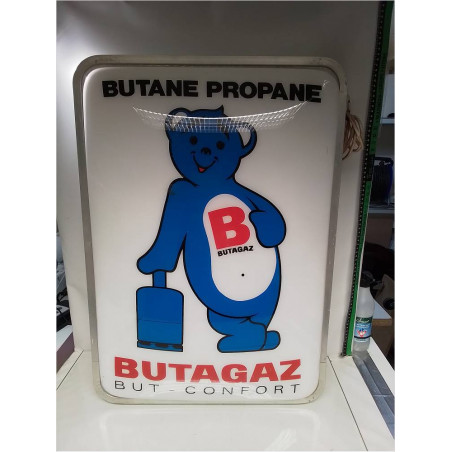 BUTANE PROPANE
B
BUTAGAZ
BUTAGAZ
BUT - CONFORT